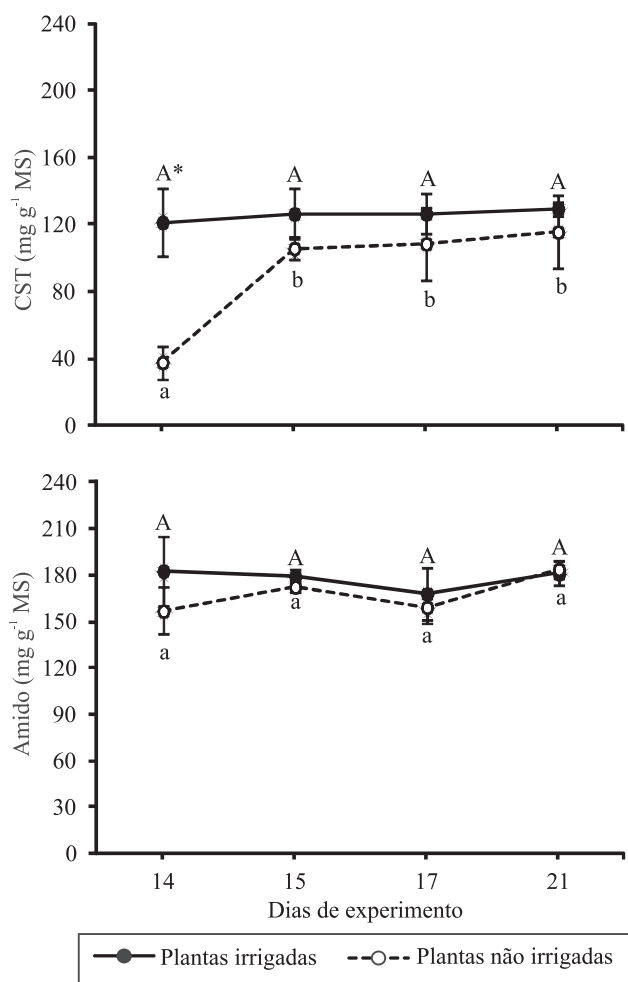 240
200
160
120
80
40
0
CST (mg g⁻¹ MS)
A*
A
A
A
a
b
b
b
240
210
180
150
120
90
60
30
0
Amido (mg g⁻¹ MS)
A
A
A
A
a
a
a
a
14 15 17 21
Dias de experimento
Plantas irrigadas Plantas não irrigadas